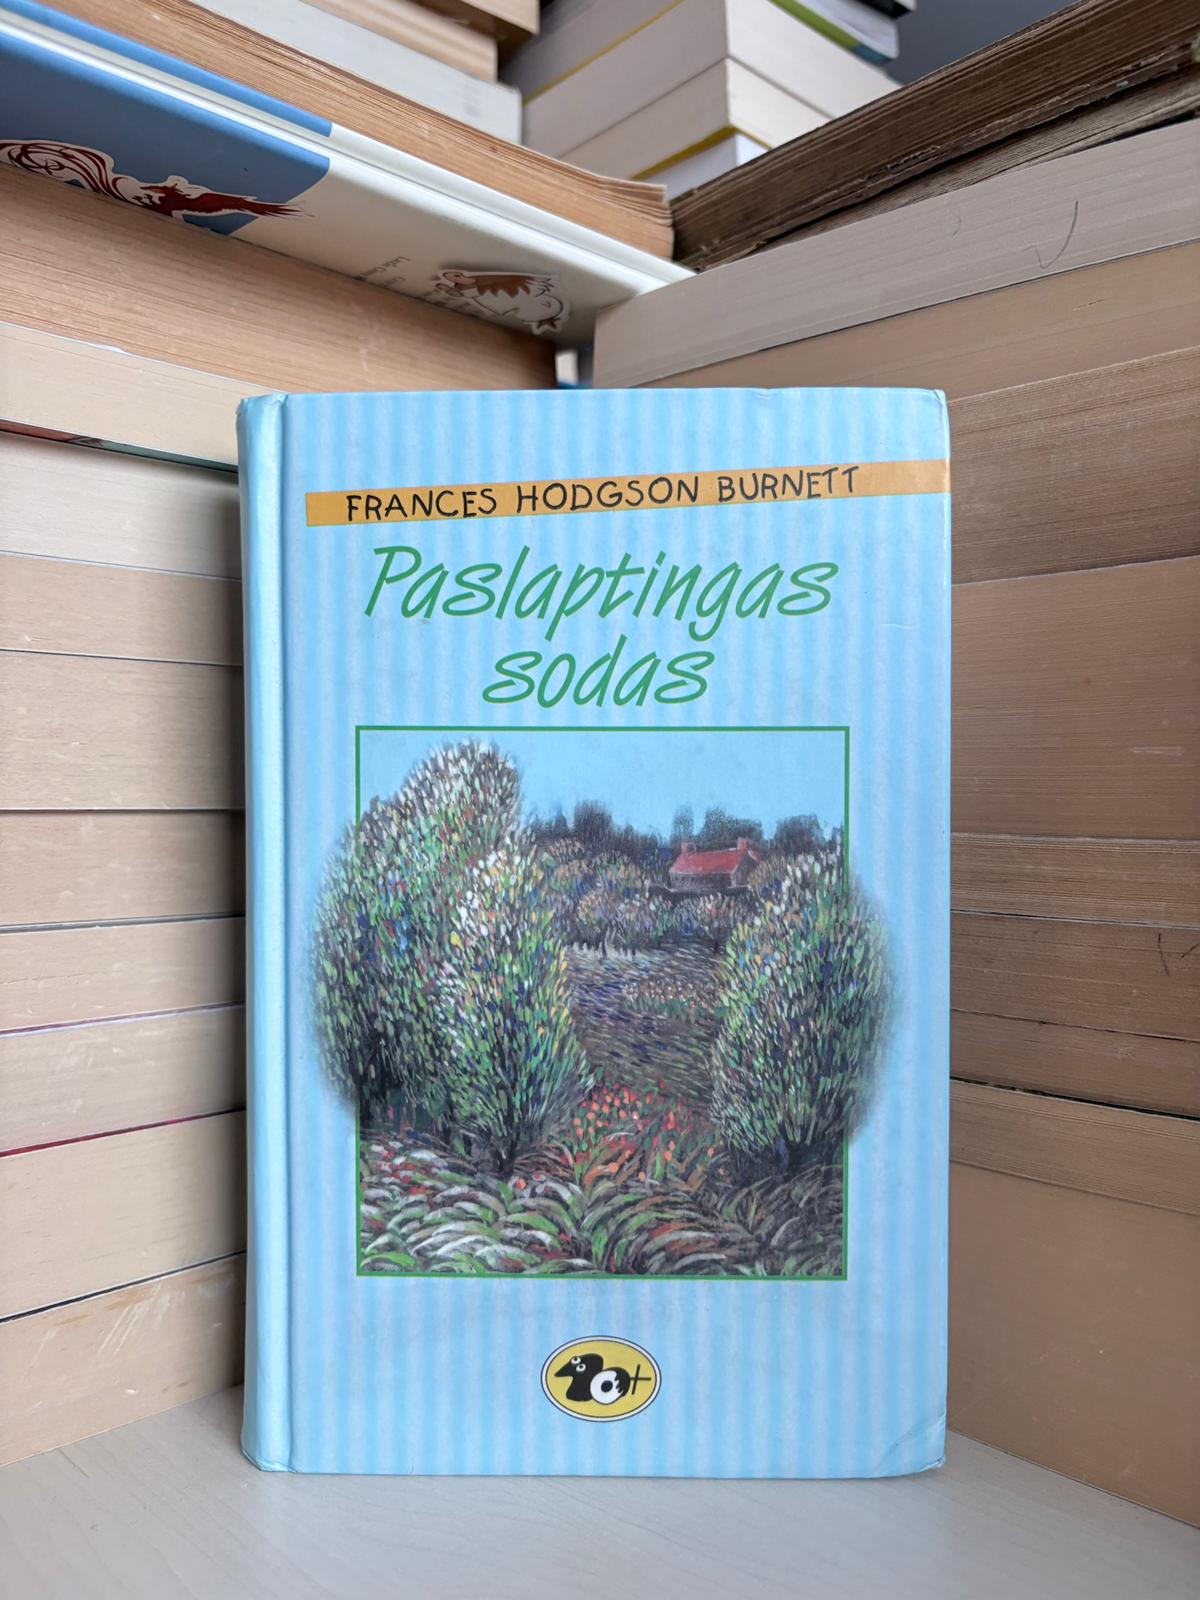 FRANCES HODGSON BURNETT
Paslaptingas
sodas